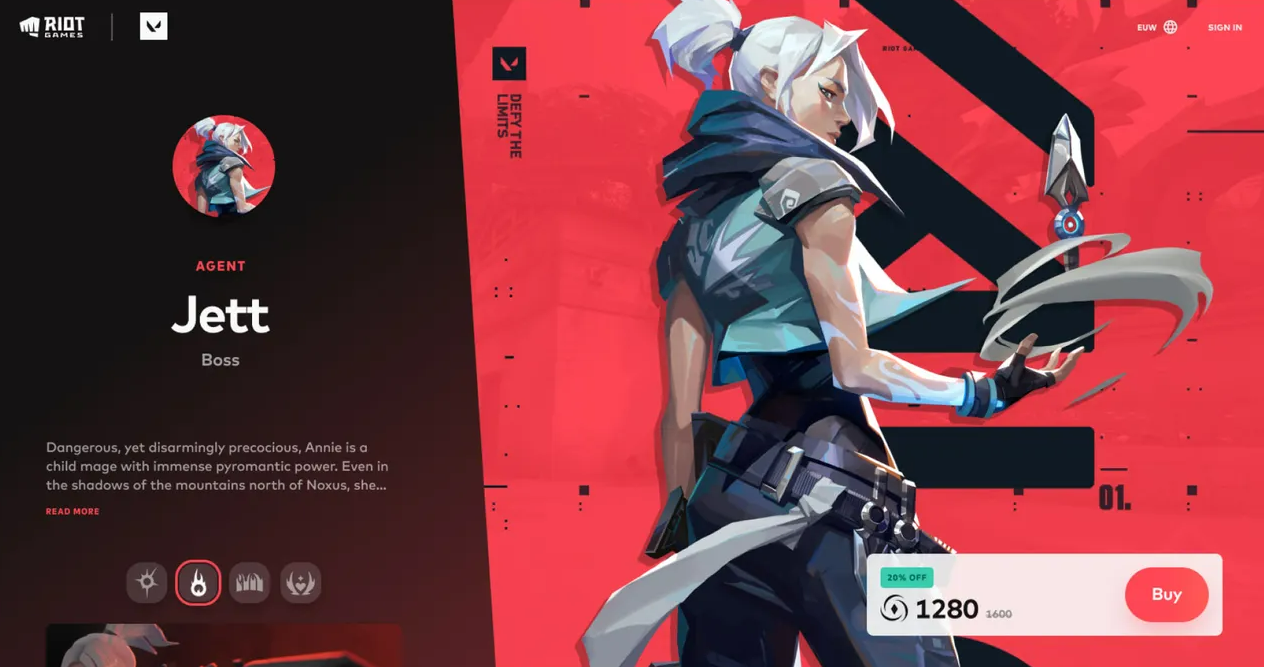 RIOT
GAMES
EUW
SIGN IN
DEFY THE
LIMITS
AGENT
Jett
Boss
Dangerous, yet disarmingly precocious, Annie is a
child mage with immense pyromantic power. Even in
the shadows of the mountains north of Noxus, she...
READ MORE
01.
20% OFF
1280 1600
Buy